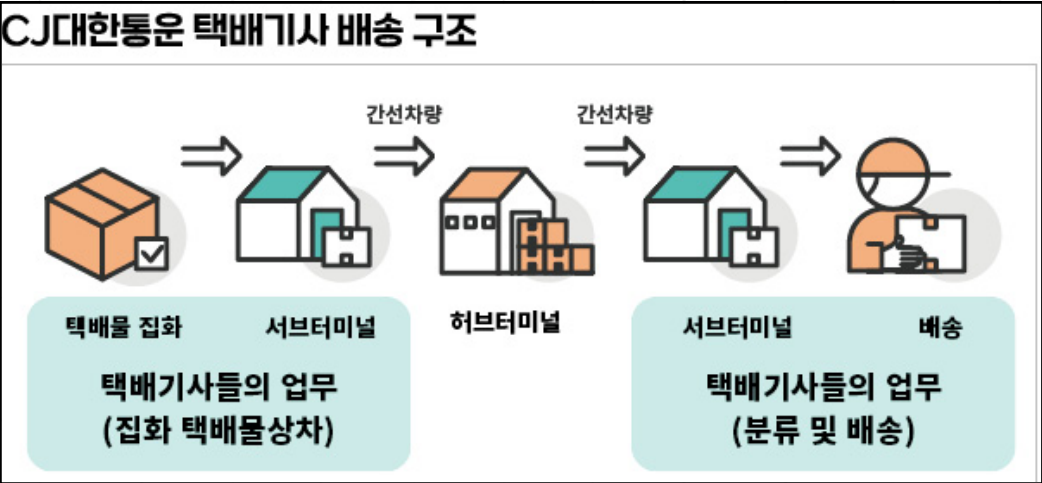 CJ대한통운 택배기사 배송 구조
간선차량
간선차량
택배물 집화
서브터미널
허브터미널
서브터미널
배송
택배기사들의 업무
(집화 택배물상차)
택배기사들의 업무
(분류 및 배송)